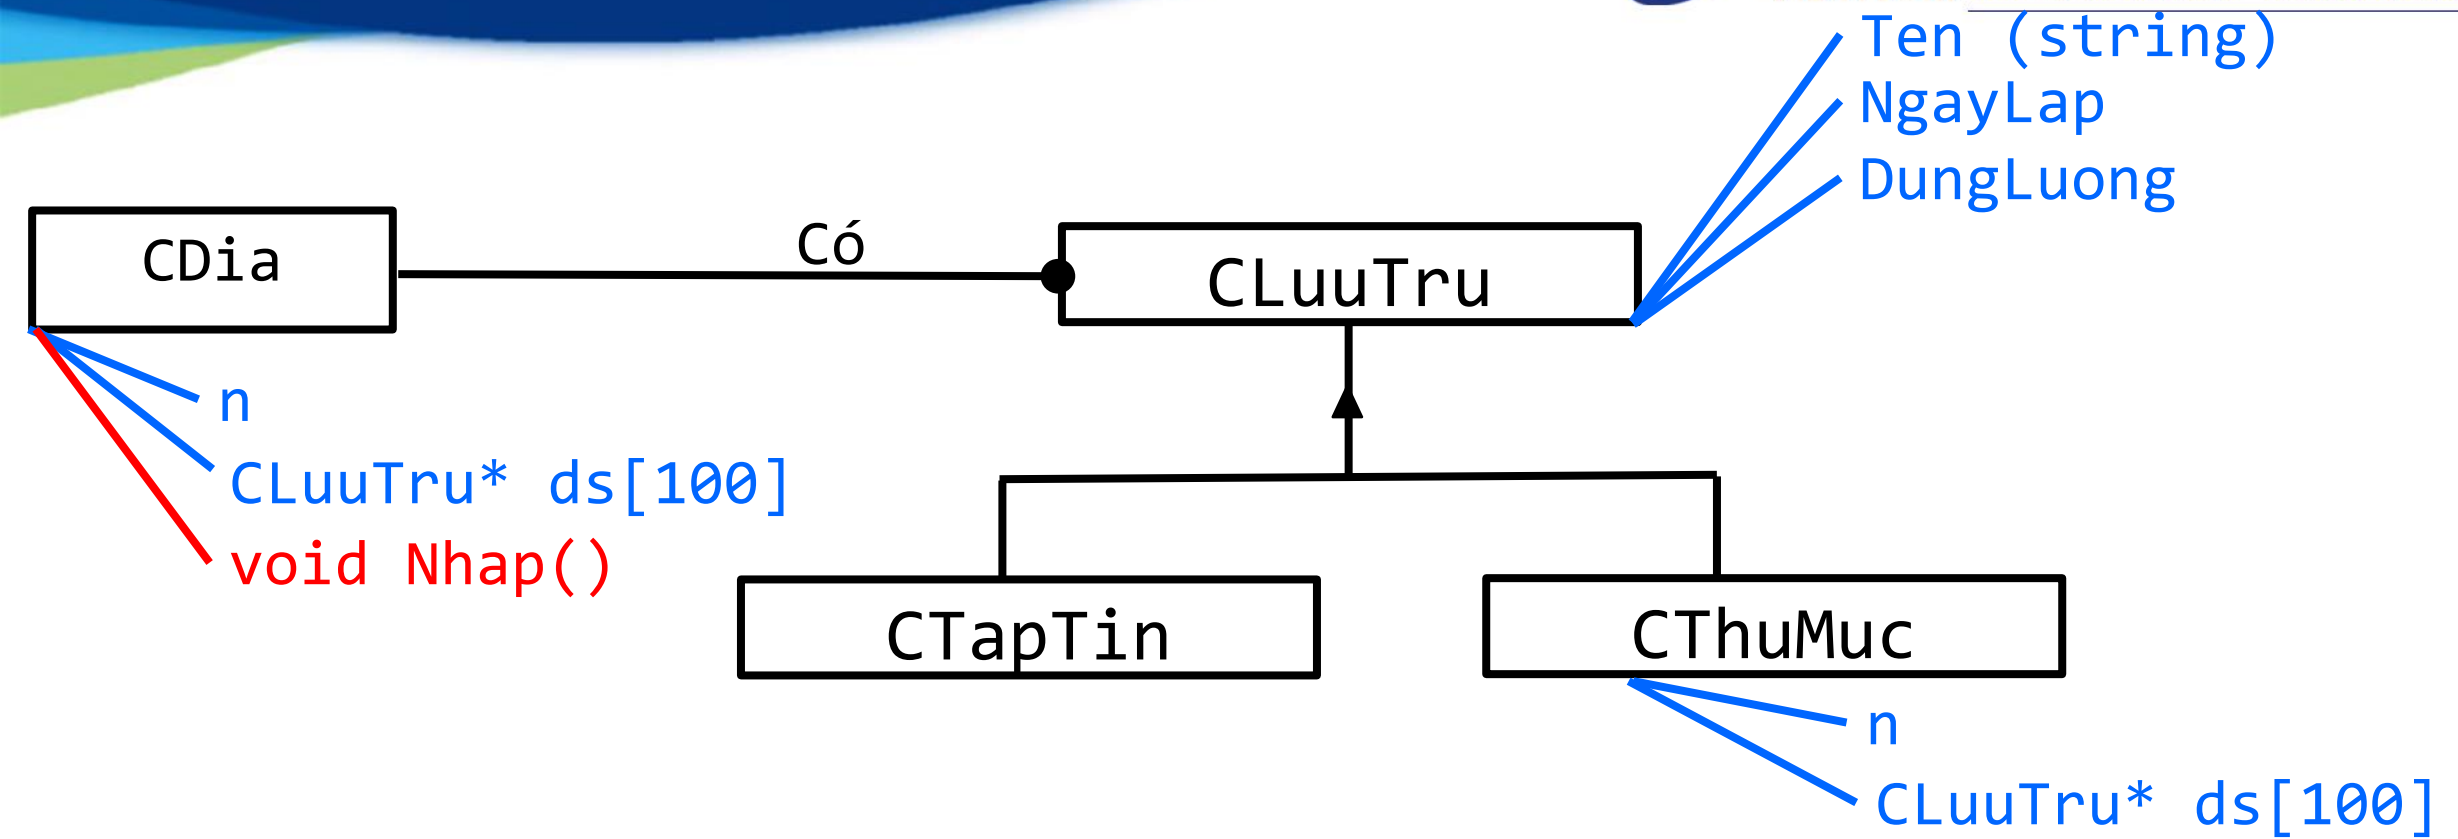 Ten (string)
NgayLap
DungLuong
CDia
Có
CLuuTru
n
CLuuTru* ds[100]
void Nhap()
CTapTin
CThuMuc
n
CLuuTru* ds[100]